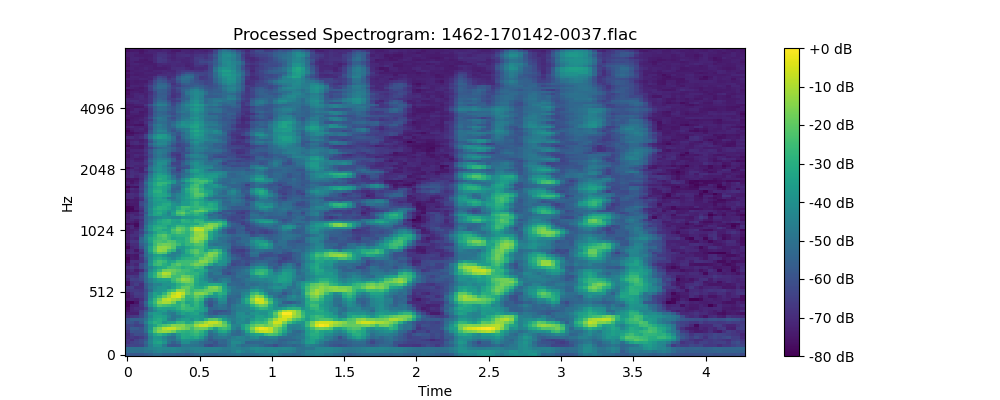 Processed Spectrogram: 1462-170142-0037.flac
Hz
4096
2048
1024
512
0
0 0.5 1 1.5 2 2.5 3 3.5 4
Time
+0 dB
-10 dB
-20 dB
-30 dB
-40 dB
-50 dB
-60 dB
-70 dB
-80 dB